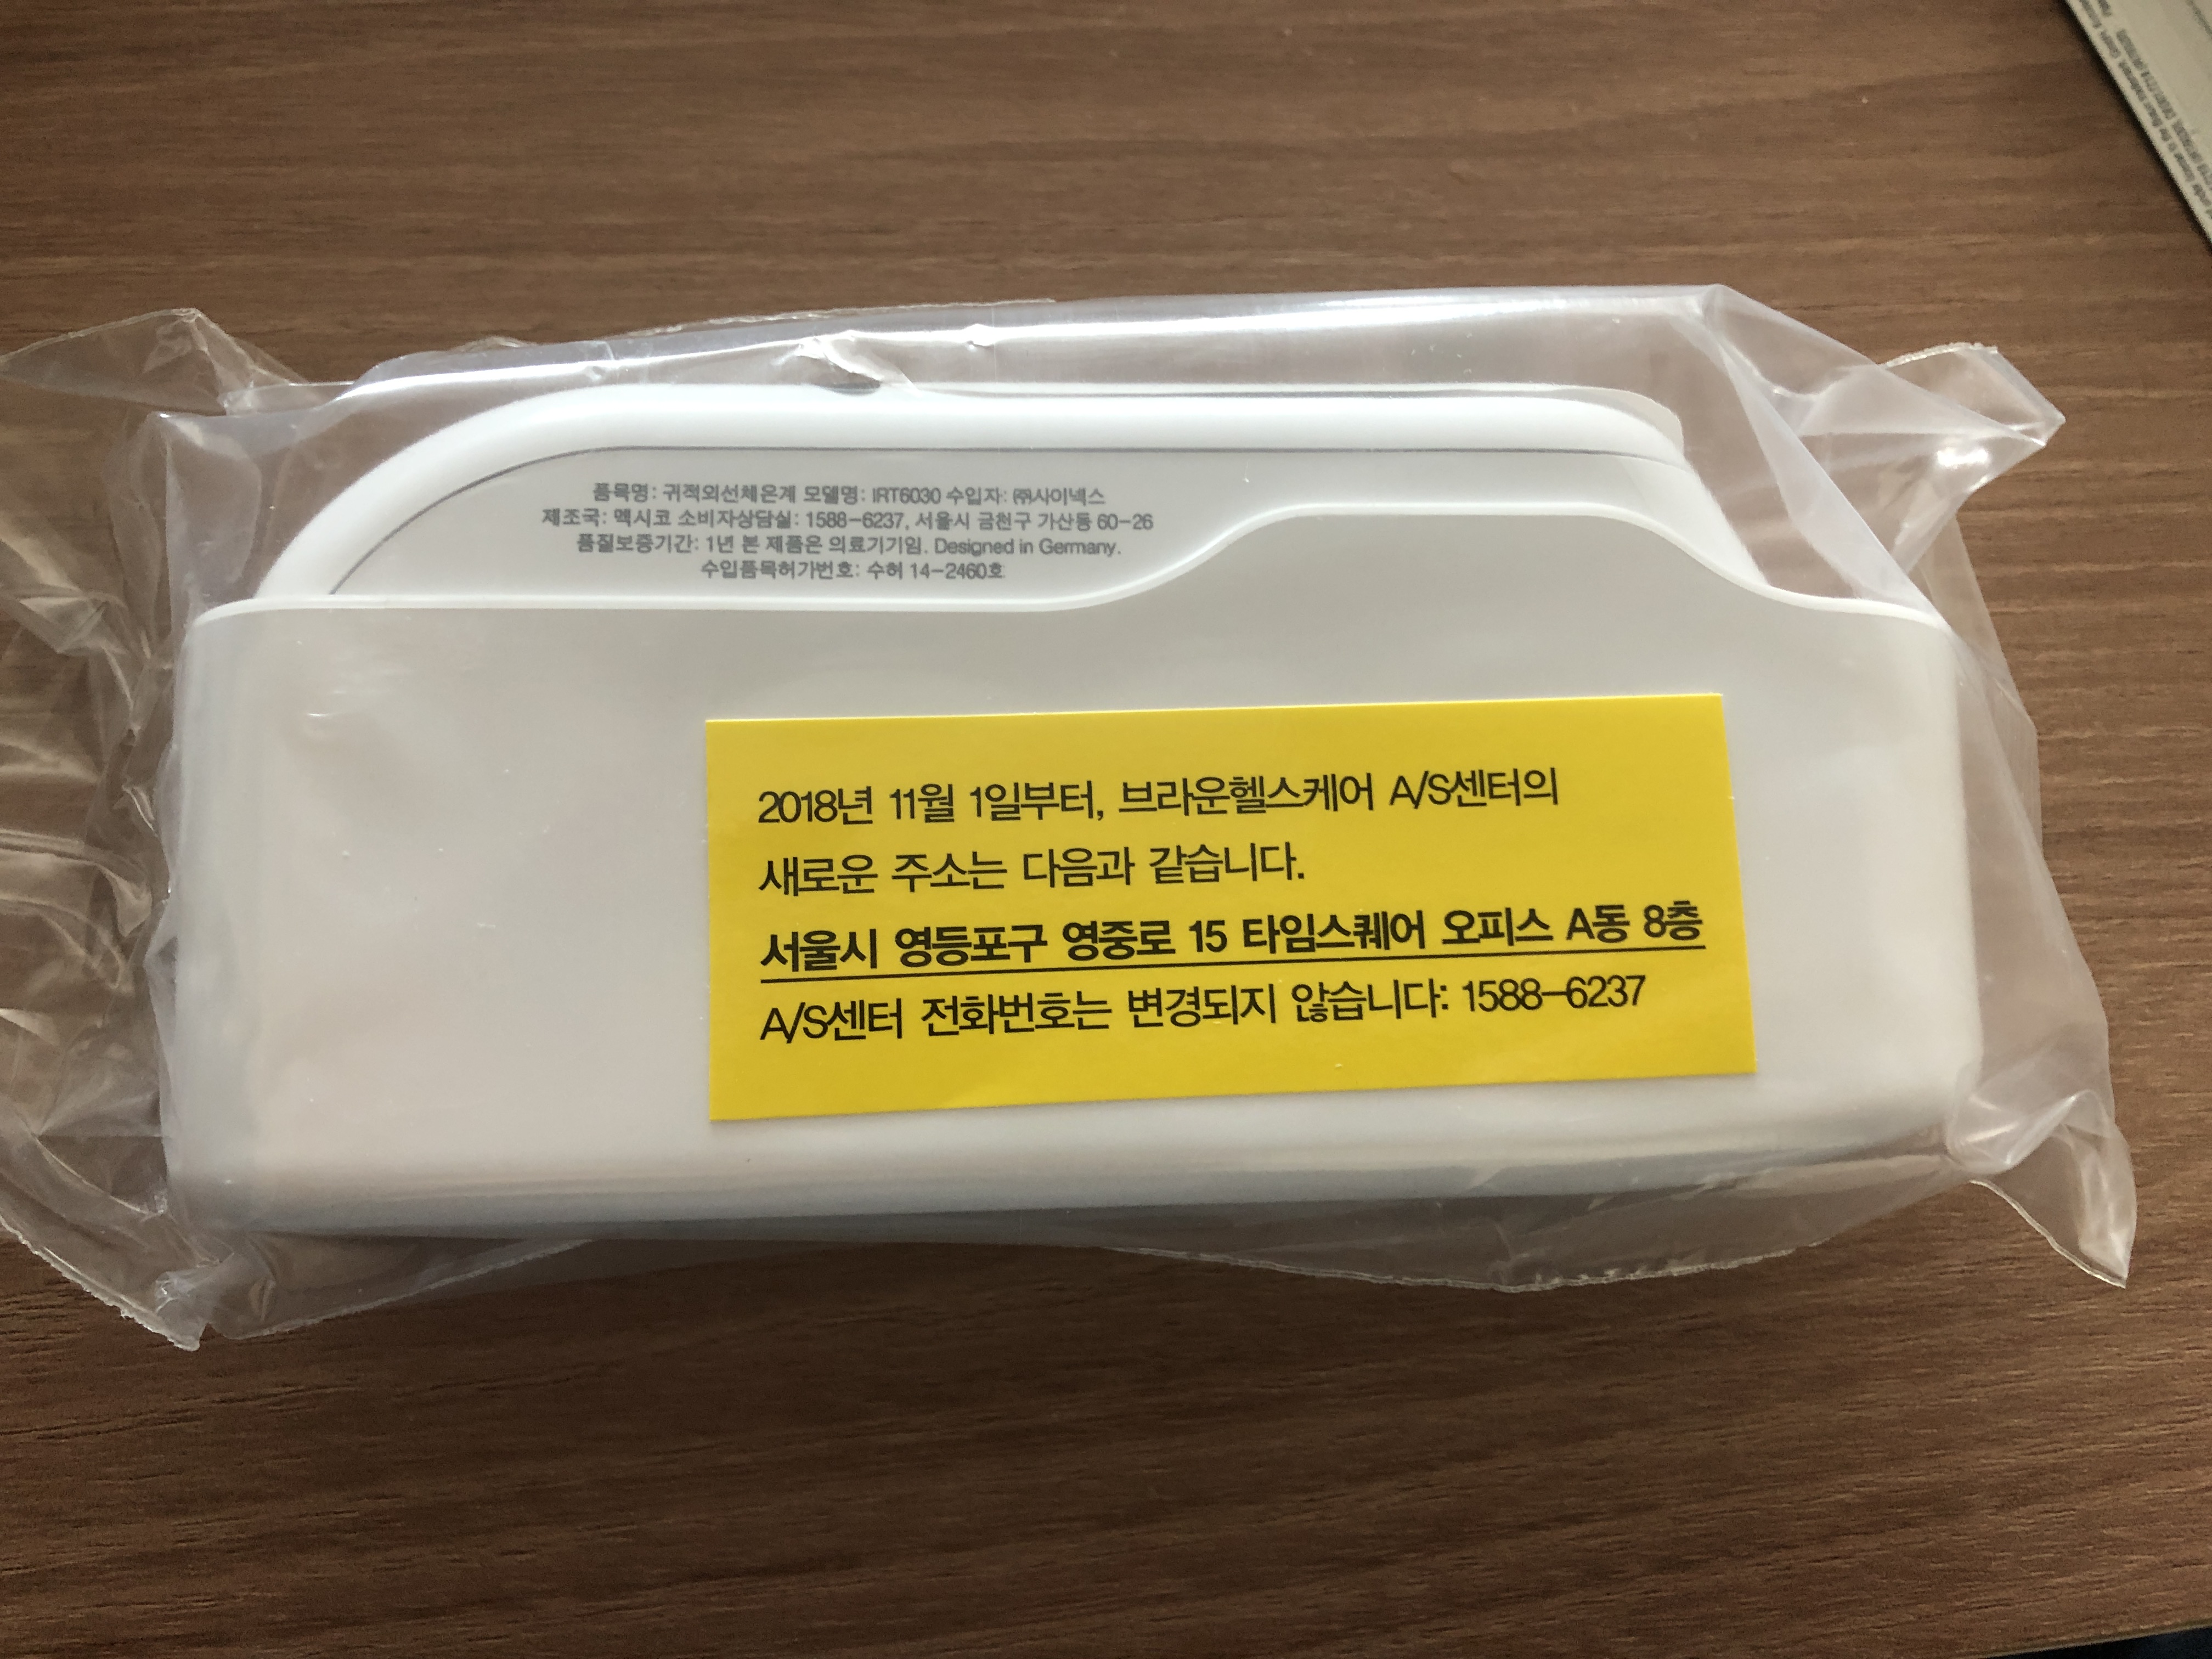 품목명: 귀적외선체온계 모델명: IRT6030 수입자: ㈜사이넥스
제조국: 멕시코 소비자상담실: 1588-6237, 서울시 금천구 가산동 60-26
품질보증기간: 1년 본 제품은 의료기기임. Designed in Germany.
수입품목허가번호: 수허 14-2460호
2018년 11월 1일부터, 브라운헬스케어 A/S센터의
새로운 주소는 다음과 같습니다.
서울시 영등포구 영중로 15 타임스퀘어 오피스 A동 8층
A/S센터 전화번호는 변경되지 않습니다: 1588-6237